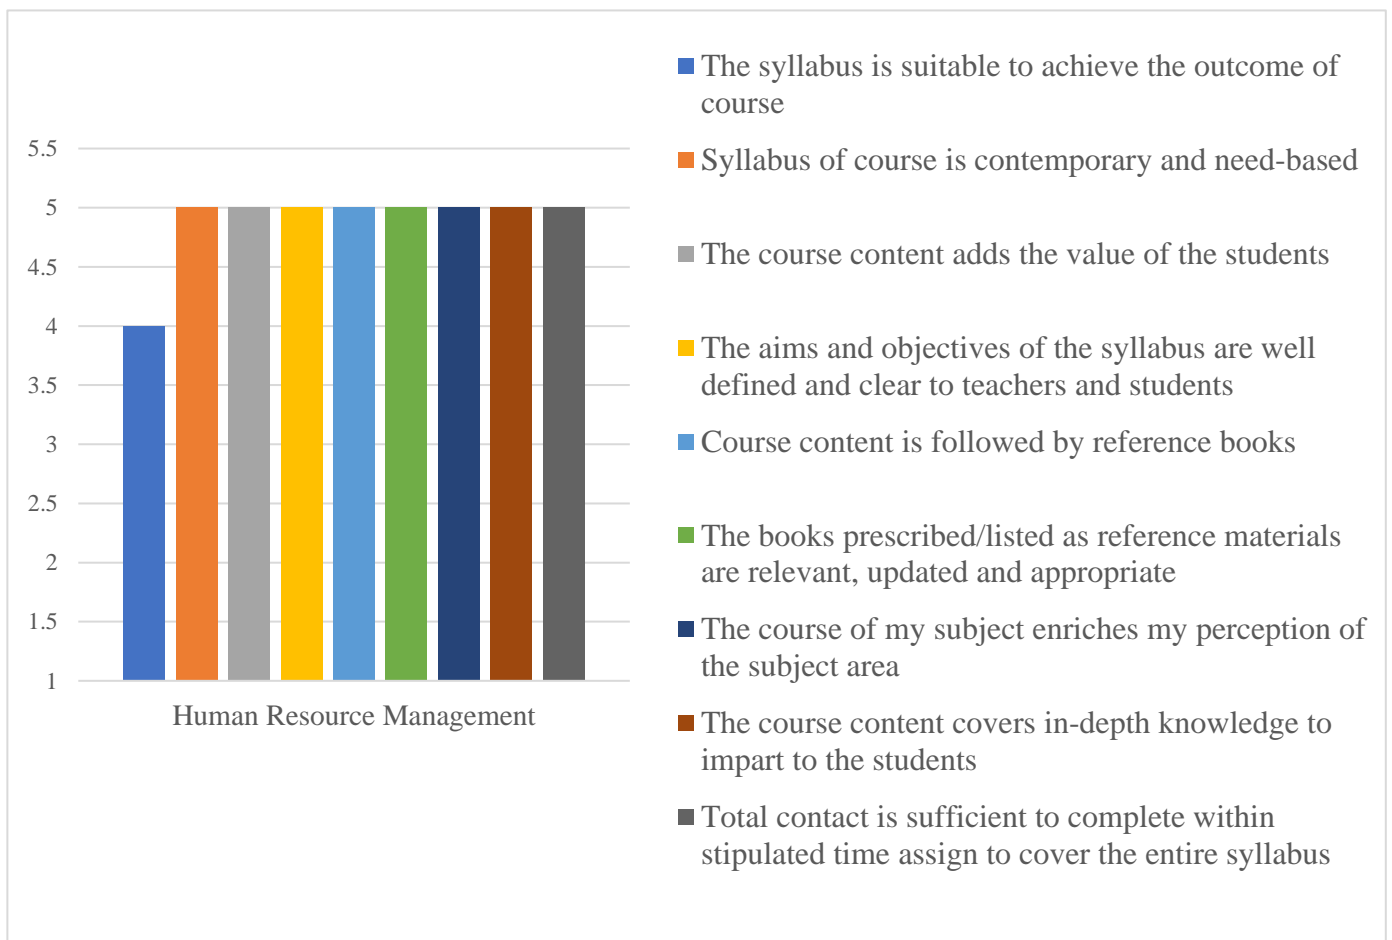 5.5
5
4.5
4
3.5
3
2.5
2
1.5
1
Human Resource Management
The syllabus is suitable to achieve the outcome of
course
Syllabus of course is contemporary and need-based
The course content adds the value of the students
The aims and objectives of the syllabus are well
defined and clear to teachers and students
Course content is followed by reference books
The books prescribed/listed as reference materials
are relevant, updated and appropriate
The course of my subject enriches my perception of
the subject area
The course content covers in-depth knowledge to
impart to the students
Total contact is sufficient to complete within
stipulated time assign to cover the entire syllabus